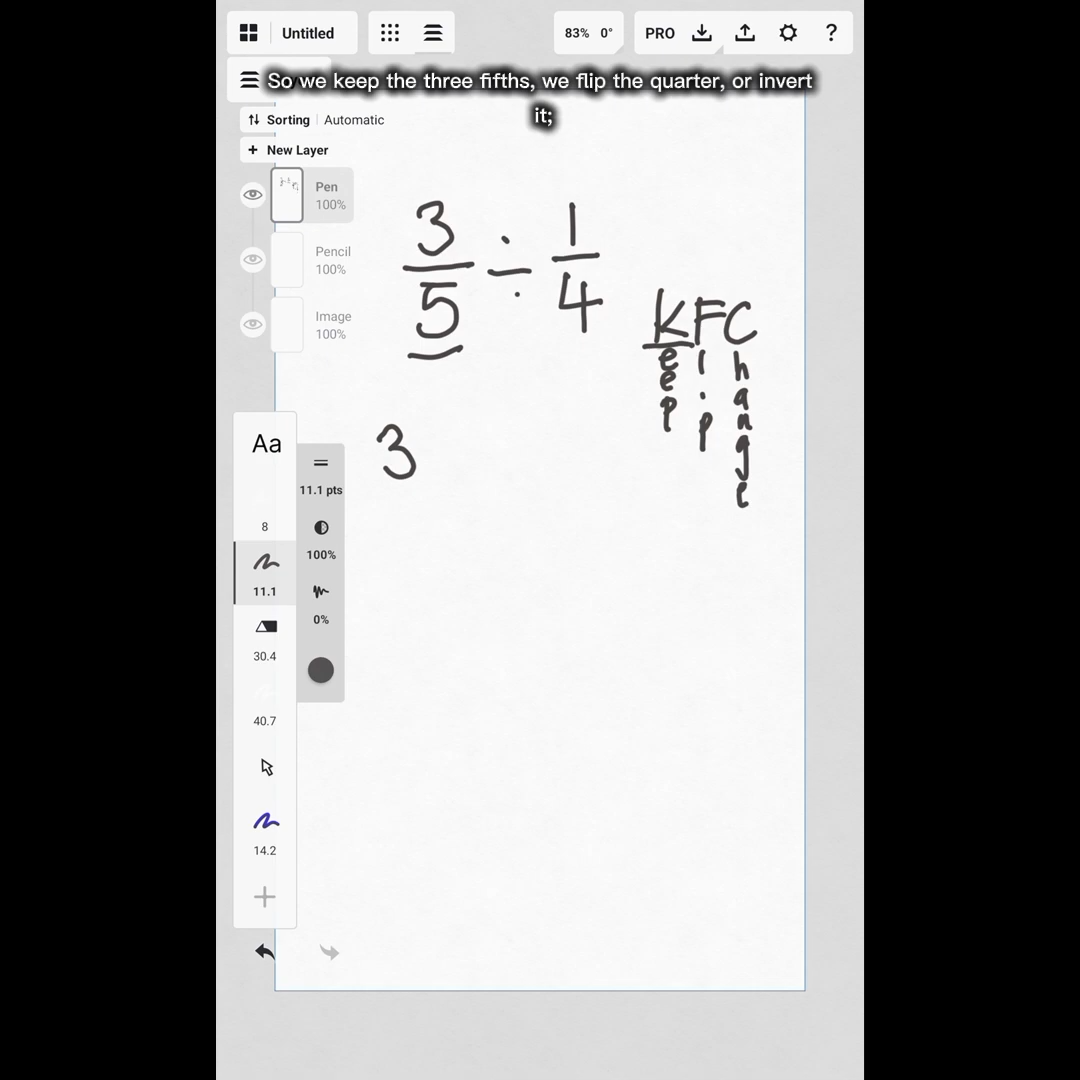 Untitled
83% 0°
PRO
?
So we keep the three fifths, we flip the quarter, or invert
it;
Sorting Automatic
+ New Layer
Pen
100%
Pencil
100%
Image
100%
3 ÷ 1
5 4
KFC
Keep
Flip
Change
3
Aa
8
11.1
30.4
40.7
14.2
11.1 pts
100%
0%